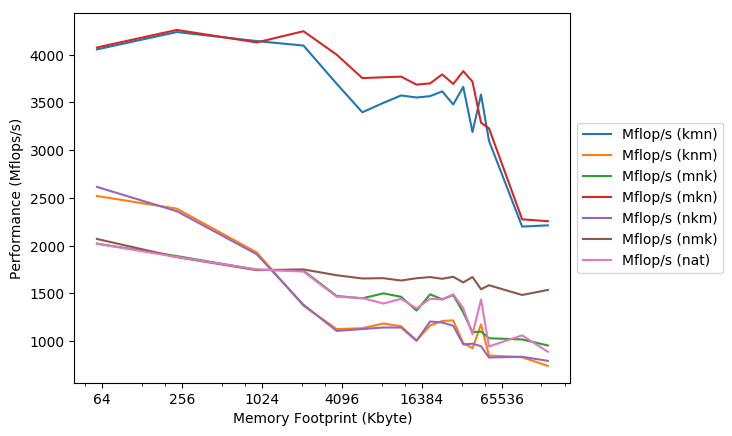 4000
3500
3000
2500
2000
1500
1000
Performance (Mflops/s)
64 256 1024 4096 16384 65536
Memory Footprint (Kbyte)
Mflop/s (kmn)
Mflop/s (knm)
Mflop/s (mnk)
Mflop/s (mkn)
Mflop/s (nkm)
Mflop/s (nmk)
Mflop/s (nat)